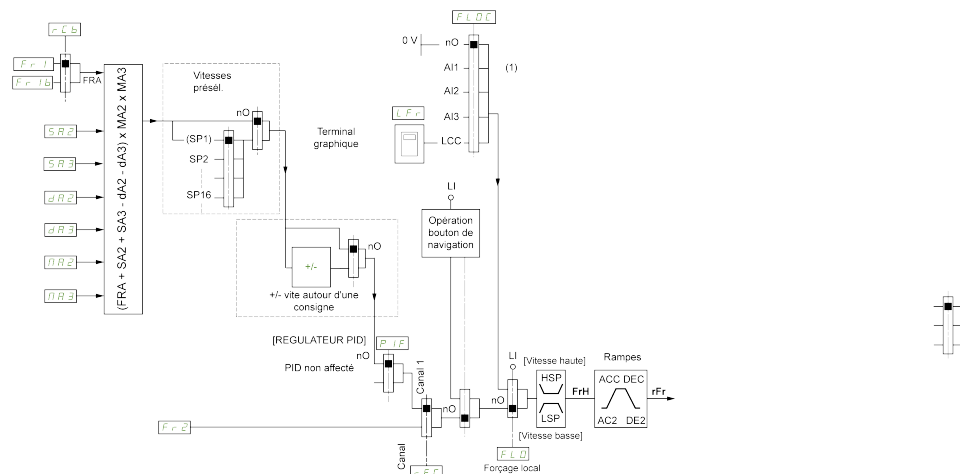 rCb
Fr1
Fr1b
FRA
SA2
SA3
dA2
dA3
MA2
MA3
(FRA + SA2 + SA3 - dA2 - dA3) x MA2 x MA3
Vitesses
présél.
nO
(SP1)
SP2
SP16
Terminal
graphique
FLOC
0 V
nO
AI1
AI2
AI3
LCC
(1)
LFr
LI
Opération
bouton de
navigation
nO
+/-
+/- vite autour d'une
consigne
[REGULATEUR PID]
PIF
nO
PID non affecté
Canal 1
nO
Fr2
Canal
rFC
LI
nO
FLO
Forçage local
[Vitesse haute]
HSP
LSP
[Vitesse basse]
FrH
Rampes
ACC DEC
AC2 DE2
rFr